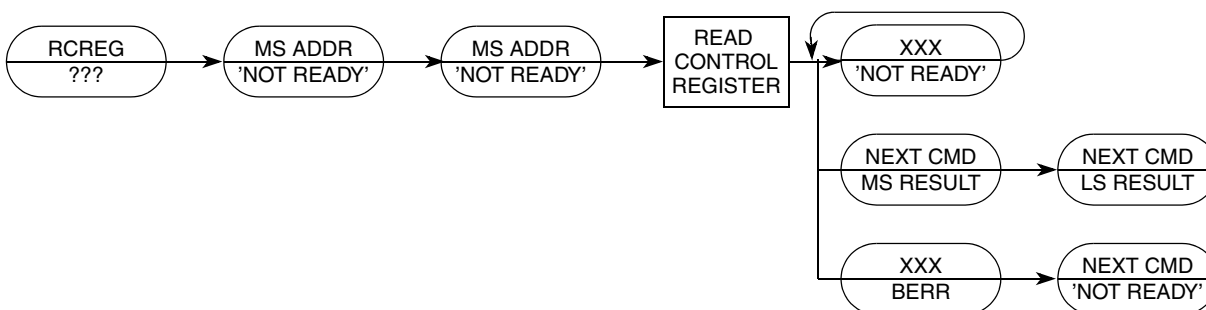 RCREG
???
MS ADDR
'NOT READY'
MS ADDR
'NOT READY'
READ
CONTROL
REGISTER
XXX
'NOT READY'
NEXT CMD
MS RESULT
NEXT CMD
LS RESULT
XXX
BERR
NEXT CMD
'NOT READY'